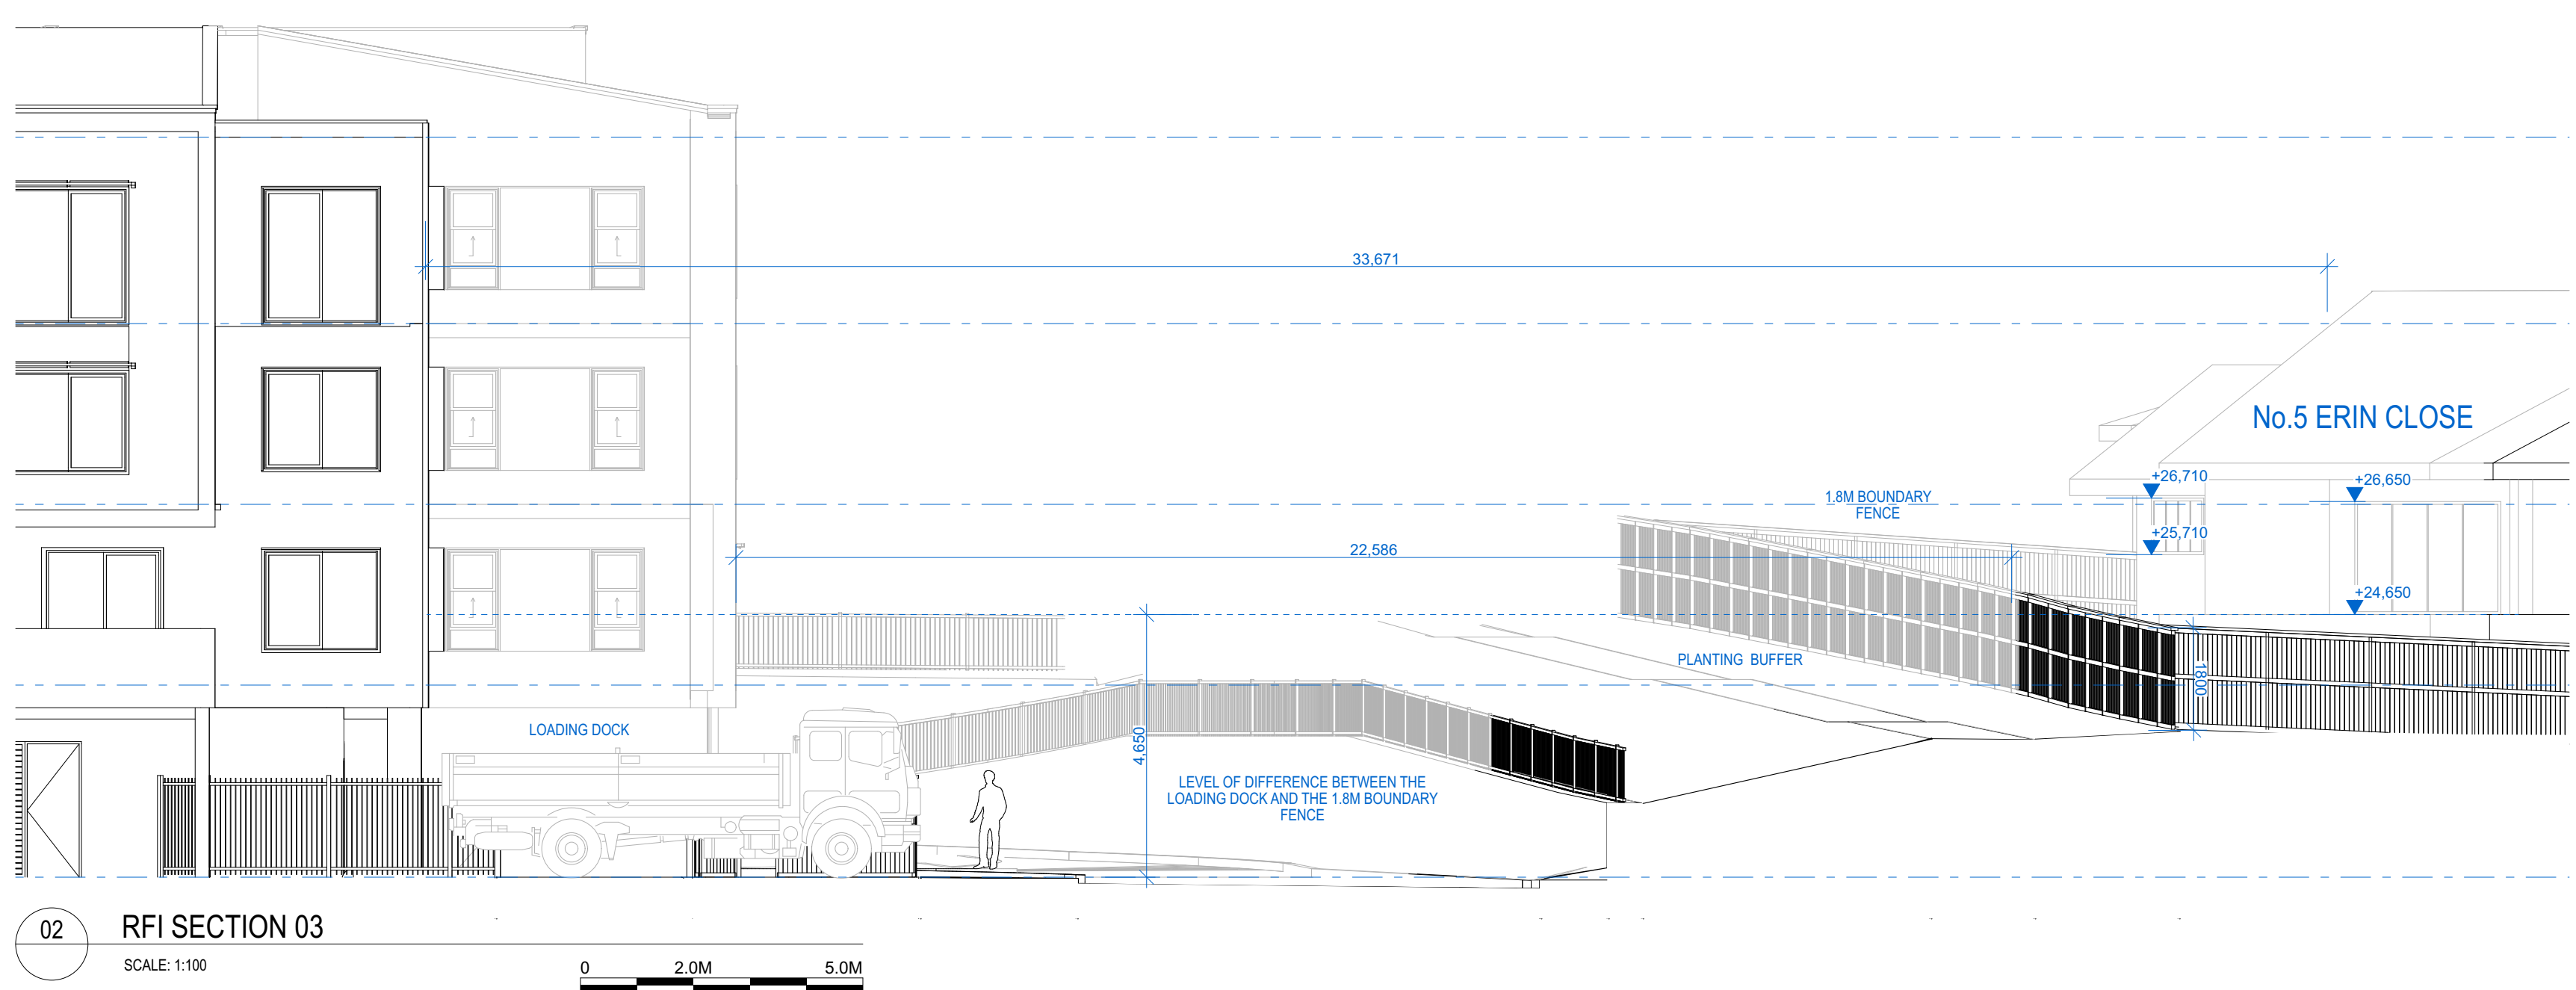 33,671
No.5 ERIN CLOSE
+26,710
+26,650
1.8M BOUNDARY
FENCE
+25,710
22,586
+24,650
PLANTING BUFFER
1800
LOADING DOCK
4,650
LEVEL OF DIFFERENCE BETWEEN THE
LOADING DOCK AND THE 1.8M BOUNDARY
FENCE
02
RFI SECTION 03
SCALE: 1:100
0 2.0M 5.0M